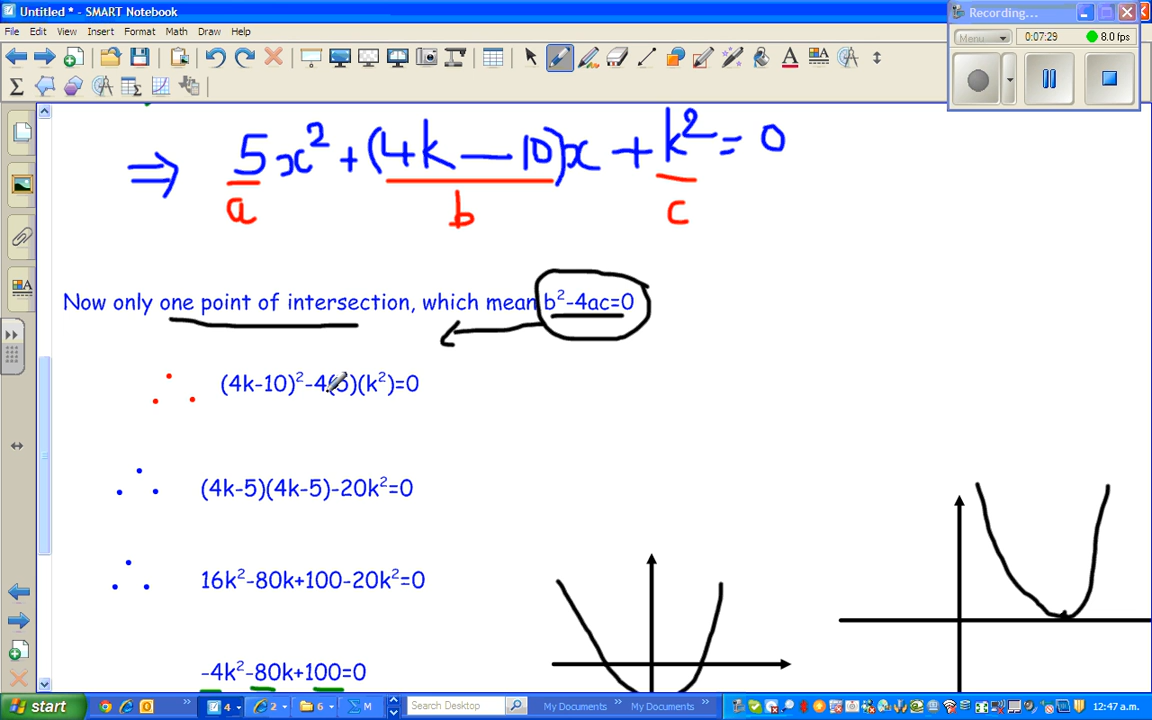 Untitled * - SMART Notebook
Recording...
File Edit View Insert Format Math Draw Help
Menu 0:07:29 8.0 fps
⇒ 5x² + (4k — 10)x + k² = 0
a b c
Now only one point of intersection, which mean b²-4ac=0
∴ (4k-10)²-4(5)(k²)=0
∴ (4k-5)(4k-5)-20k²=0
∴ 16k²-80k+100-20k²=0
-4k²-80k+100=0
start 4 2 6 M Search Desktop My Documents My Documents 12:47 a.m.